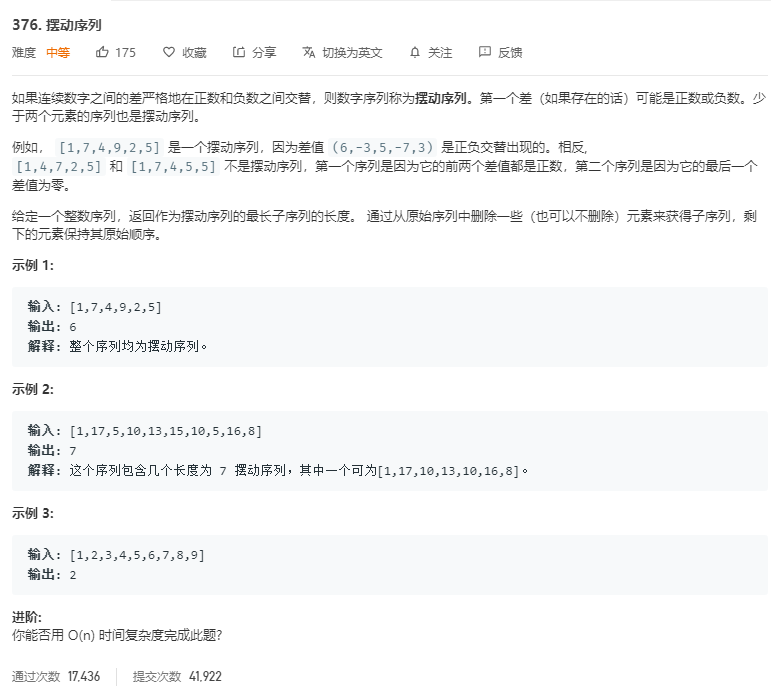 376. 摆动序列
难度 中等 175 收藏 分享 切换为英文 关注 反馈
如果连续数字之间的差严格地在正数和负数之间交替，则数字序列称为摆动序列。第一个差（如果存在的话）可能是正数或负数。少
于两个元素的序列也是摆动序列。
例如， [1,7,4,9,2,5] 是一个摆动序列，因为差值 (6,-3,5,-7,3) 是正负交替出现的。相反,
[1,4,7,2,5] 和 [1,7,4,5,5] 不是摆动序列，第一个序列是因为它的前两个差值都是正数，第二个序列是因为它的最后一个
差值为零。
给定一个整数序列，返回作为摆动序列的最长子序列的长度。 通过从原始序列中删除一些（也可以不删除）元素来获得子序列，剩
下的元素保持其原始顺序。
示例 1:
输入: [1,7,4,9,2,5]
输出: 6
解释: 整个序列均为摆动序列。
示例 2:
输入: [1,17,5,10,13,15,10,5,16,8]
输出: 7
解释: 这个序列包含几个长度为 7 摆动序列，其中一个可为[1,17,10,13,10,16,8]。
示例 3:
输入: [1,2,3,4,5,6,7,8,9]
输出: 2
进阶:
你能否用 O(n) 时间复杂度完成此题?
通过次数 17,436 提交次数 41,922